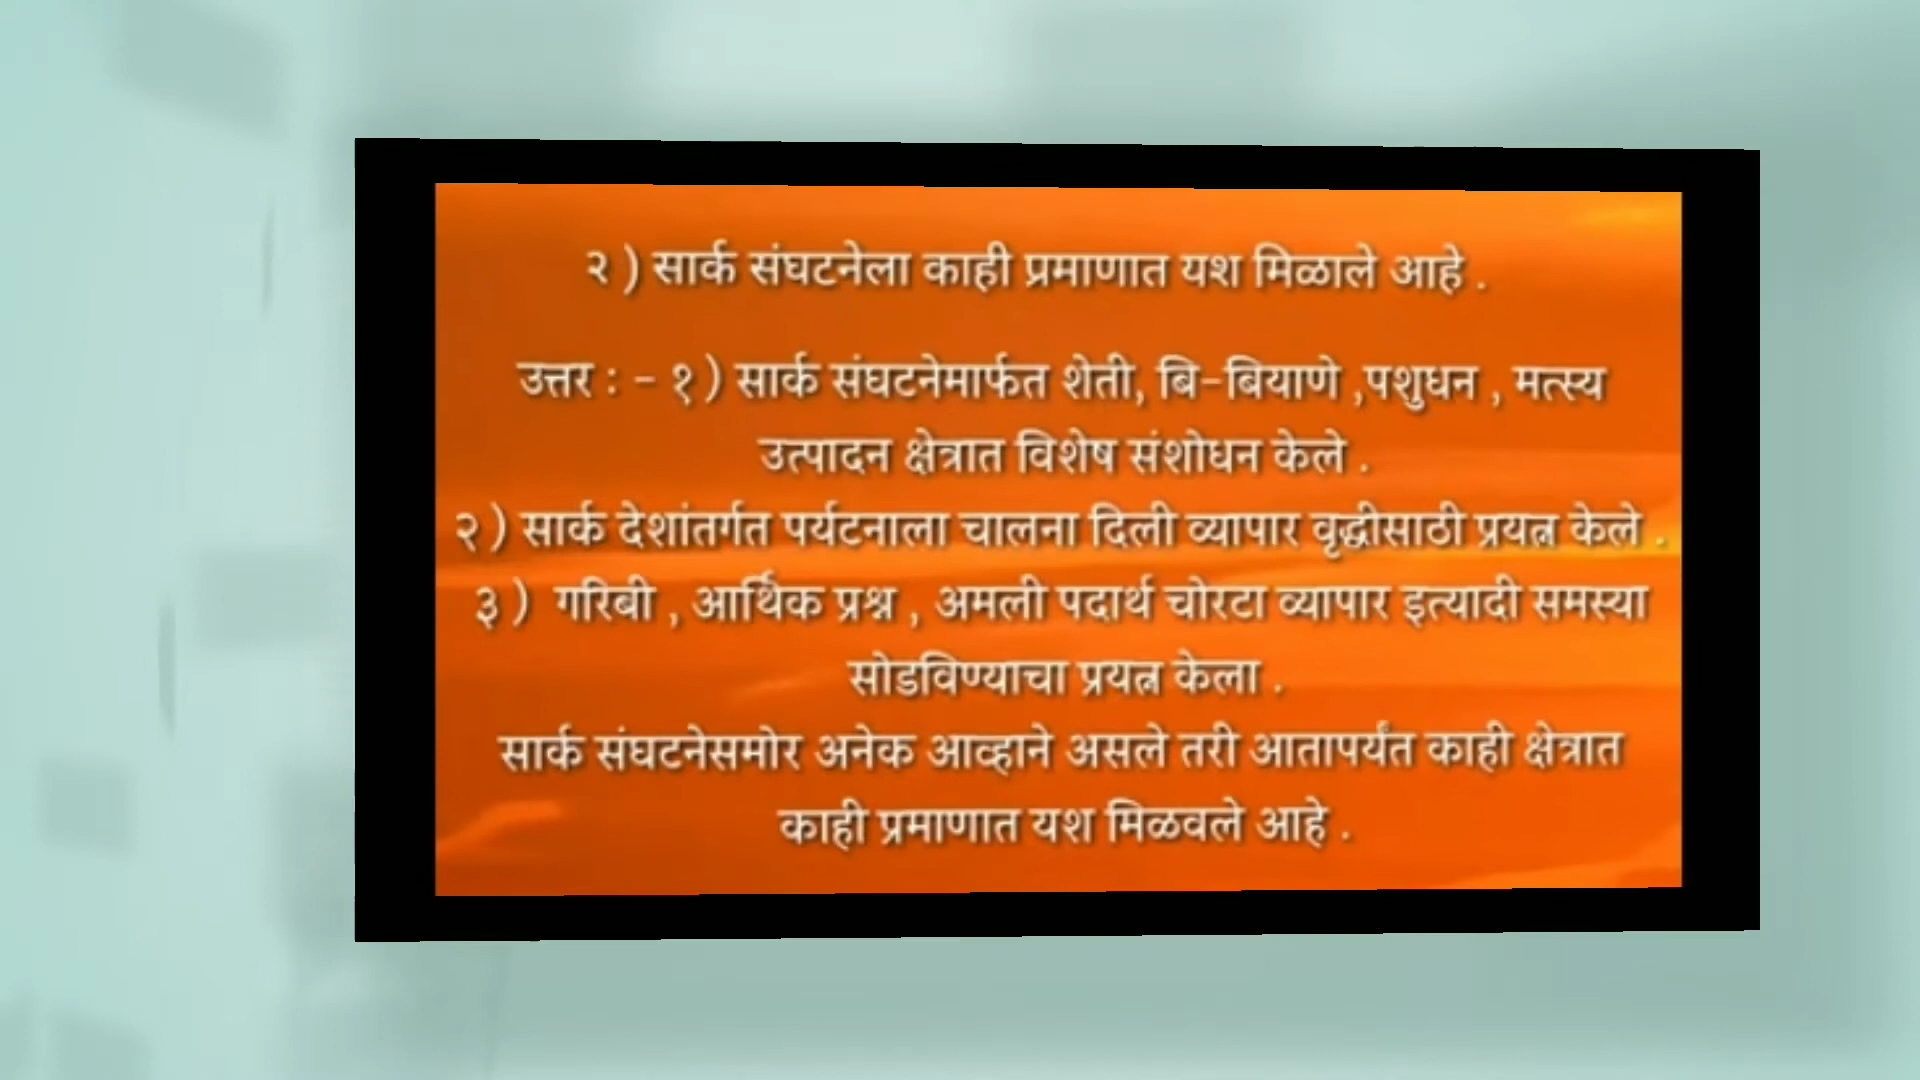 २ ) सार्क संघटनेला काही प्रमाणात यश मिळाले आहे .
उत्तर : - १ ) सार्क संघटनेमार्फत शेती, बि-बियाणे ,पशुधन , मत्स्य
उत्पादन क्षेत्रात विशेष संशोधन केले .
२ ) सार्क देशांतर्गत पर्यटनाला चालना दिली व्यापार वृद्धीसाठी प्रयत्न केले .
३ ) गरिबी , आर्थिक प्रश्न , अमली पदार्थ चोरटा व्यापार इत्यादी समस्या
सोडविण्याचा प्रयत्न केला .
सार्क संघटनेसमोर अनेक आव्हाने असले तरी आतापर्यंत काही क्षेत्रात
काही प्रमाणात यश मिळवले आहे .